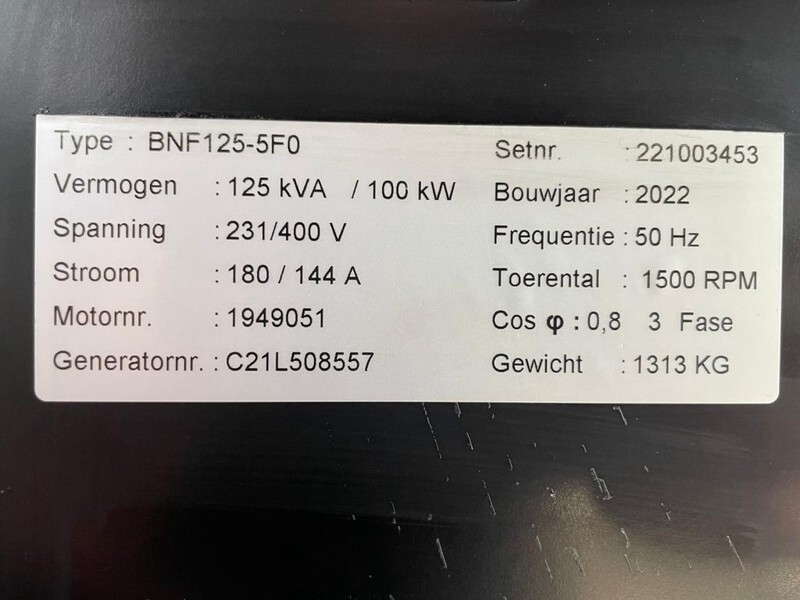 Type : BNF125-5F0
Vermogen : 125 kVA / 100 kW
Spanning : 231/400 V
Stroom : 180 / 144 A
Motornr. : 1949051
Generatornr. : C21L508557
Setnr. : 221003453
Bouwjaar : 2022
Frequentie : 50 Hz
Toerental : 1500 RPM
Cos φ : 0,8 3 Fase
Gewicht : 1313 KG